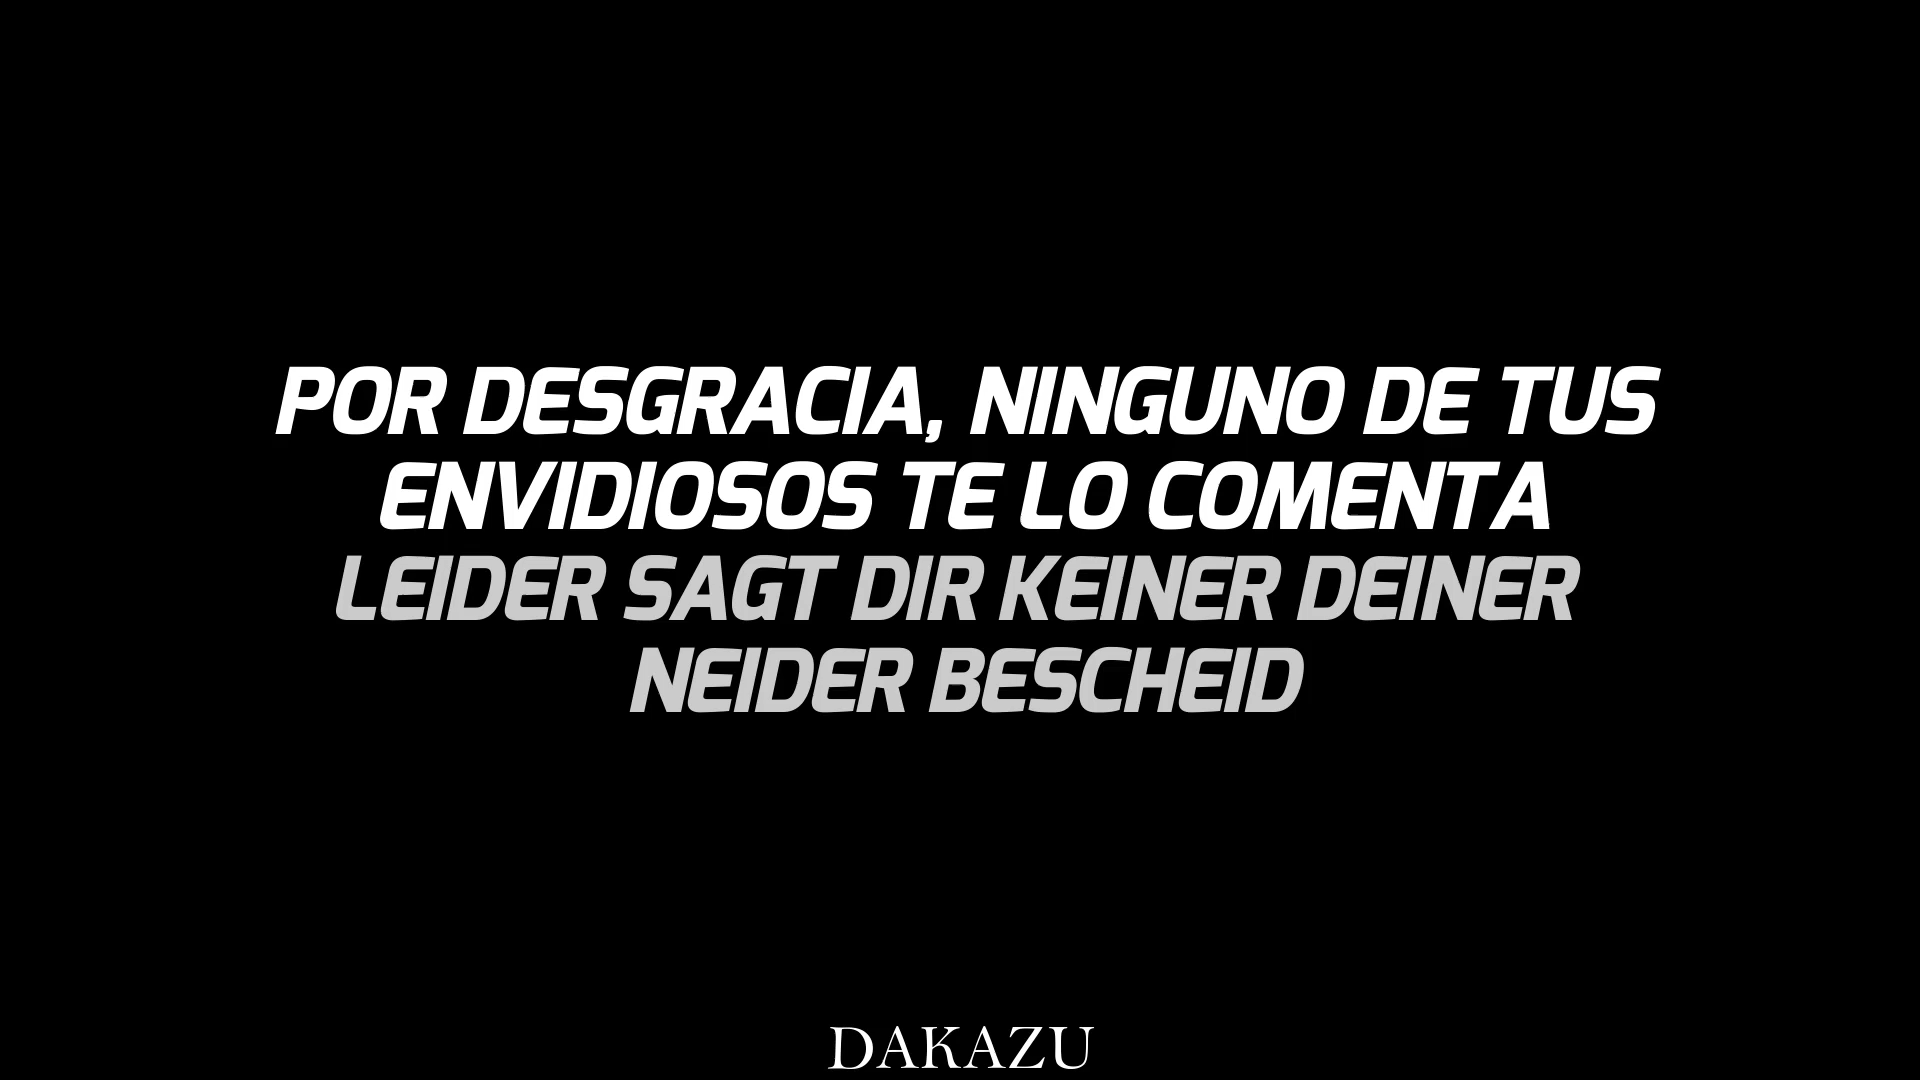 POR DESGRACIA, NINGUNO DE TUS
ENVIDIOSOS TE LO COMENTA
LEIDER SAGT DIR KEINER DEINER
NEIDER BESCHEID
DAKAZU